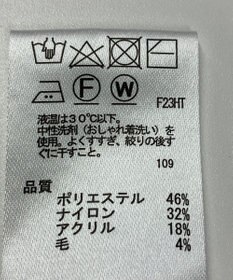 F W
F23HT
液温は30℃以下。
中性洗剤（おしゃれ着洗い）を使
用。よくすすぎ、絞りの後す
ぐに干すこと。
109
品質
ポリエステル 46%
ナイロン 32%
アクリル 18%
毛 4%